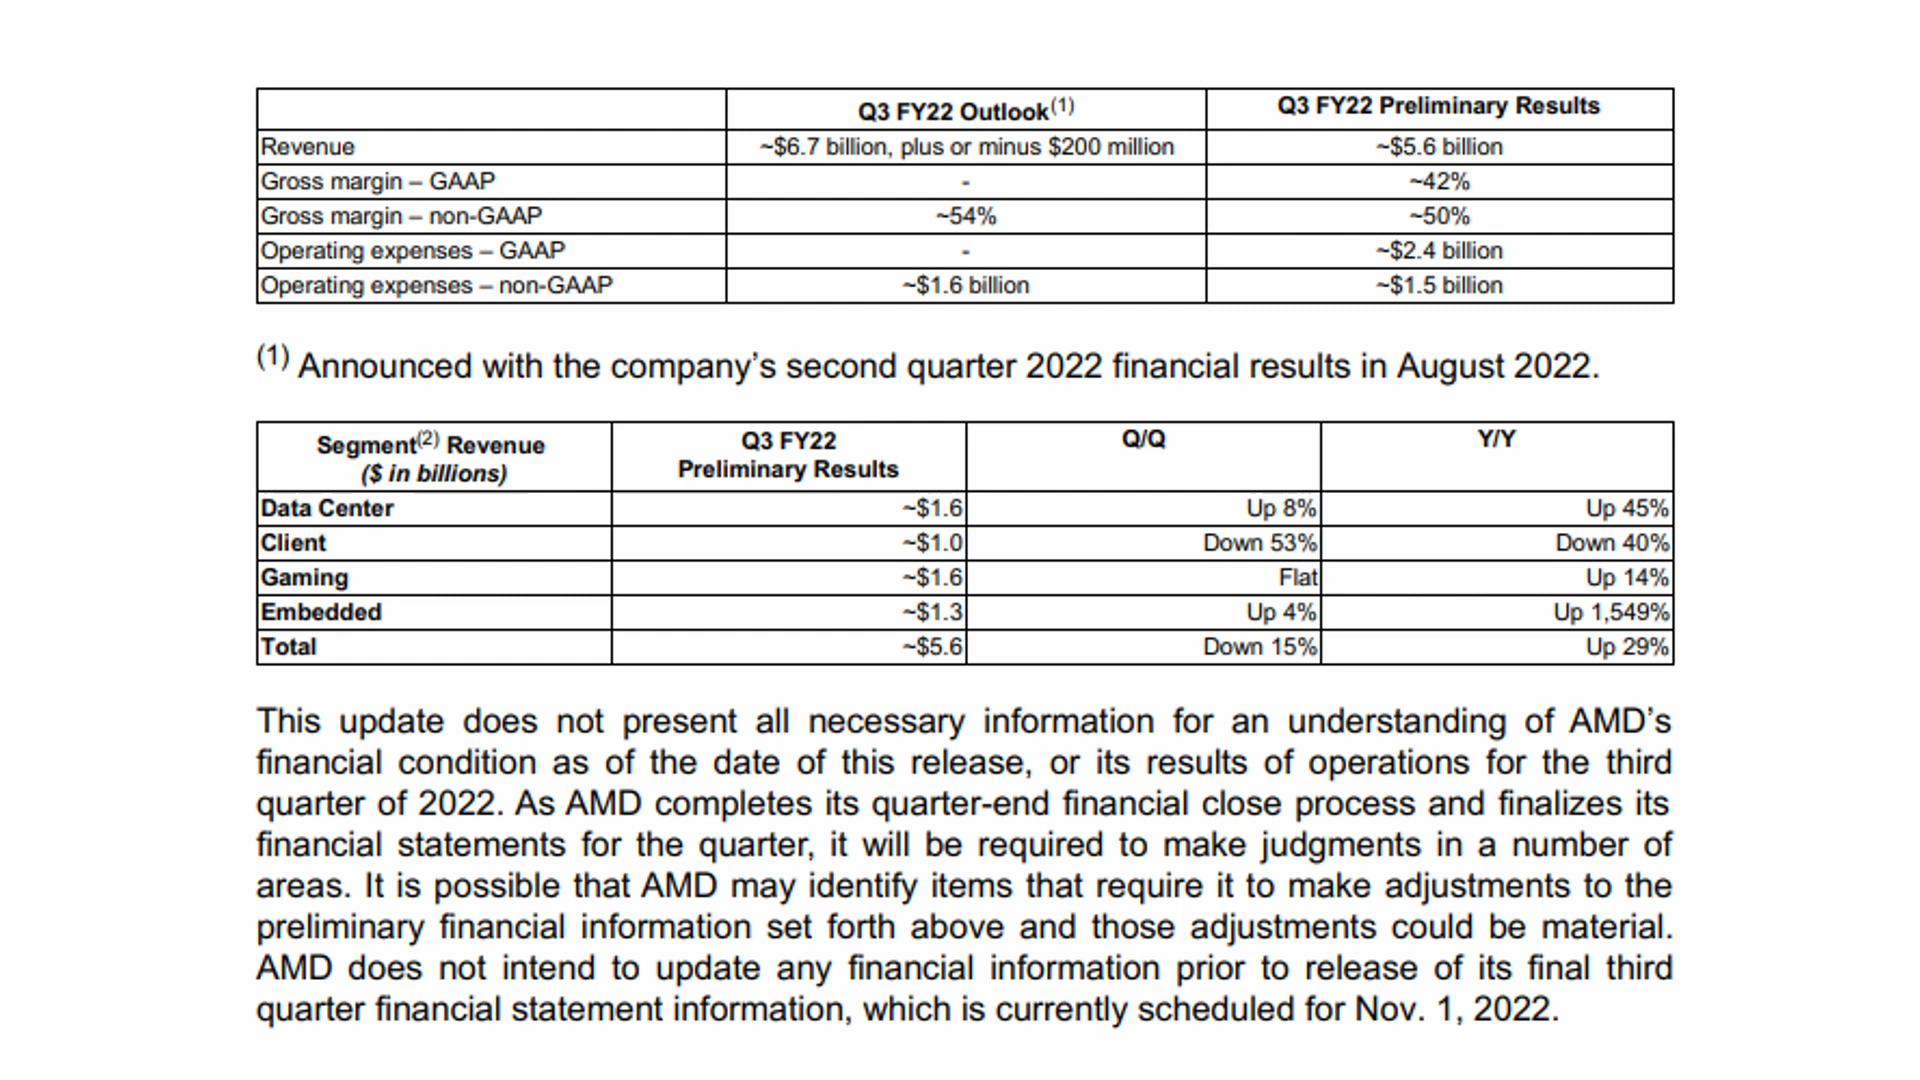 Q3 FY22 Outlook(1) Q3 FY22 Preliminary Results
Revenue ~$6.7 billion, plus or minus $200 million ~$5.6 billion
Gross margin – GAAP - ~42%
Gross margin – non-GAAP ~54% ~50%
Operating expenses – GAAP - ~$2.4 billion
Operating expenses – non-GAAP ~$1.6 billion ~$1.5 billion
(1) Announced with the company’s second quarter 2022 financial results in August 2022.
Segment(2) Revenue
($ in billions)
Q3 FY22
Preliminary Results
Q/Q
Y/Y
Data Center ~$1.6 Up 8% Up 45%
Client ~$1.0 Down 53% Down 40%
Gaming ~$1.6 Flat Up 14%
Embedded ~$1.3 Up 4% Up 1,549%
Total ~$5.6 Down 15% Up 29%
This update does not present all necessary information for an understanding of AMD’s
financial condition as of the date of this release, or its results of operations for the third
quarter of 2022. As AMD completes its quarter-end financial close process and finalizes its
financial statements for the quarter, it will be required to make judgments in a number of
areas. It is possible that AMD may identify items that require it to make adjustments to the
preliminary financial information set forth above and those adjustments could be material.
AMD does not intend to update any financial information prior to release of its final third
quarter financial statement information, which is currently scheduled for Nov. 1, 2022.